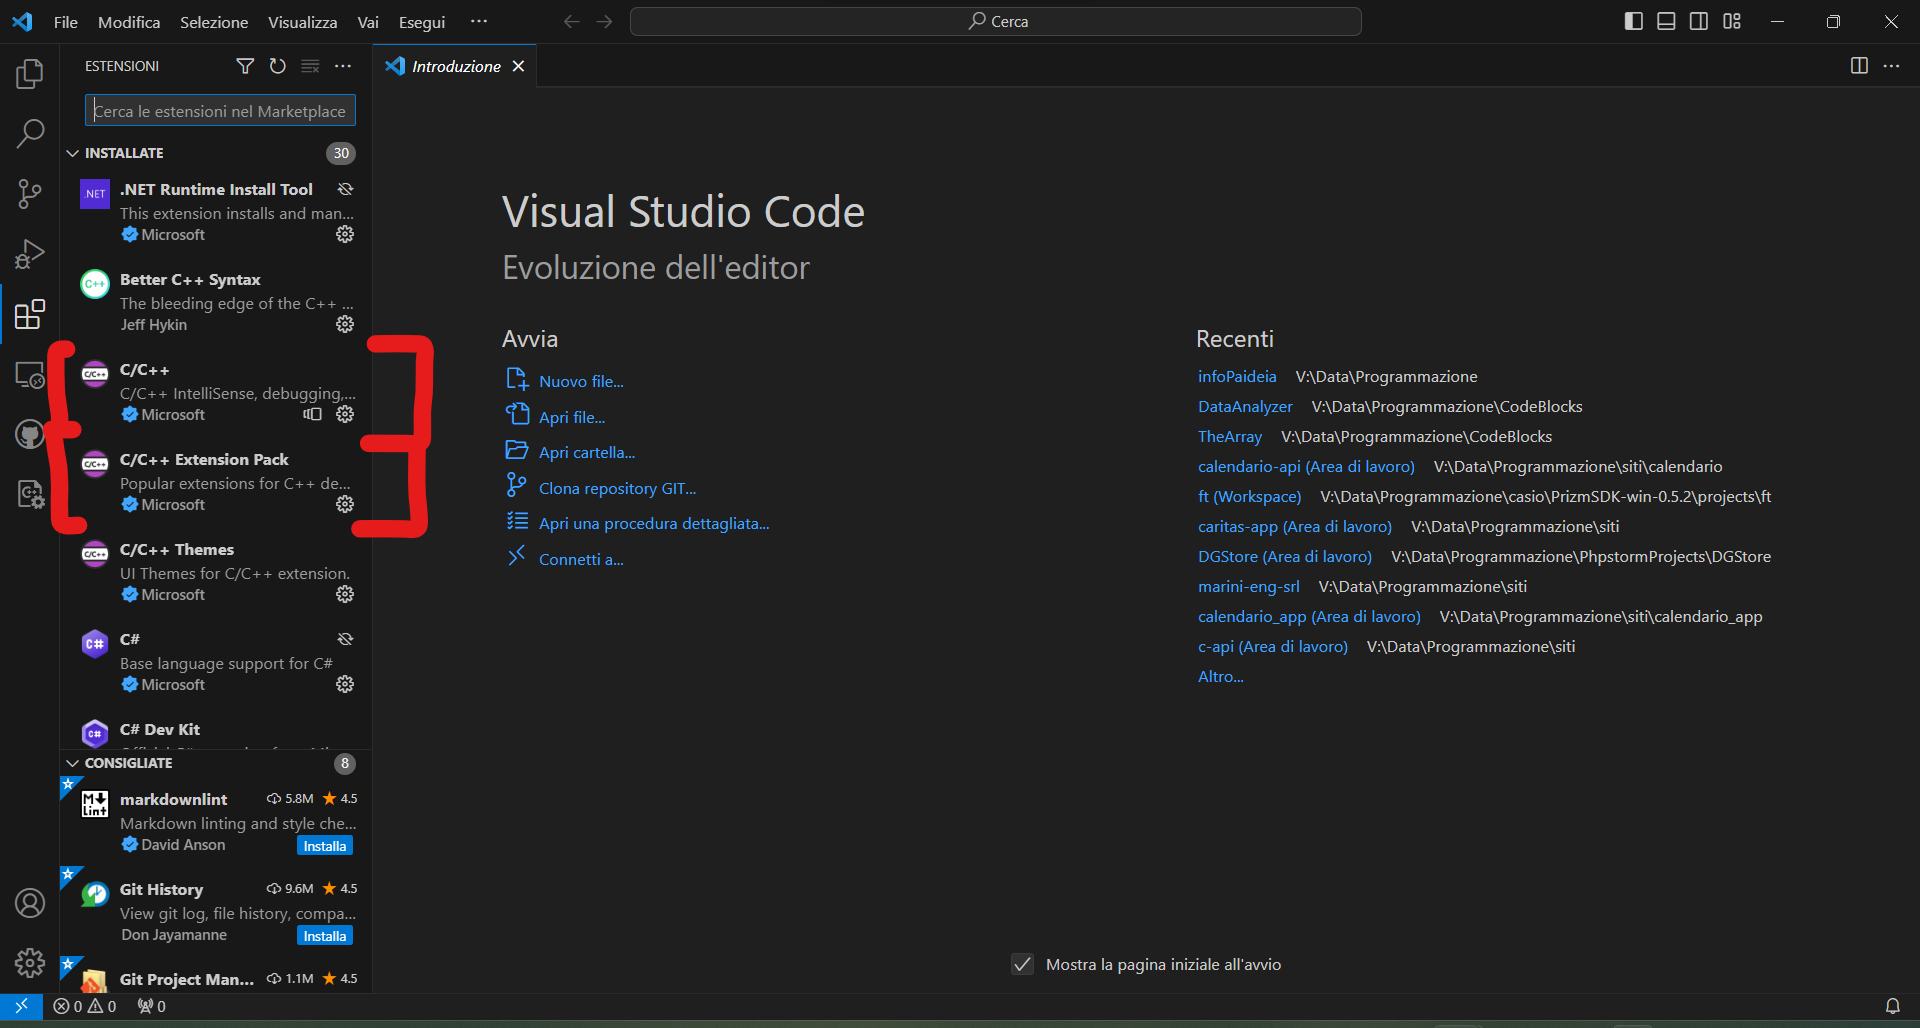 File Modifica Selezione Visualizza Vai Esegui ··· Cerca
ESTENSIONI
Introduzione
Cerca le estensioni nel Marketplace
INSTALLATE 30
.NET
.NET Runtime Install Tool
This extension installs and man...
Microsoft
C++
Better C++ Syntax
The bleeding edge of the C++ ...
Jeff Hykin
C/C++
C/C++
C/C++ IntelliSense, debugging,...
Microsoft
C/C++
C/C++ Extension Pack
Popular extensions for C++ de...
Microsoft
C/C++
C/C++ Themes
UI Themes for C/C++ extension.
Microsoft
C#
C#
Base language support for C#
Microsoft
C#
C# Dev Kit
CONSIGLIATE 8
M Lint
markdownlint 5.8M 4.5
Markdown linting and style che...
David Anson Installa
Git History 9.6M 4.5
View git log, file history, compa...
Don Jayamanne Installa
Git Project Man... 1.1M 4.5
Visual Studio Code
Evoluzione dell'editor
Avvia
Nuovo file...
Apri file...
Apri cartella...
Clona repository GIT...
Apri una procedura dettagliata...
Connetti a...
Recenti
infoPaideia V:\Data\Programmazione
DataAnalyzer V:\Data\Programmazione\CodeBlocks
TheArray V:\Data\Programmazione\CodeBlocks
calendario-api (Area di lavoro) V:\Data\Programmazione\siti\calendario
ft (Workspace) V:\Data\Programmazione\casio\PrizmSDK-win-0.5.2\projects\ft
caritas-app (Area di lavoro) V:\Data\Programmazione\siti
DGStore (Area di lavoro) V:\Data\Programmazione\PhpstormProjects\DGStore
marini-eng-srl V:\Data\Programmazione\siti
calendario_app (Area di lavoro) V:\Data\Programmazione\siti\calendario_app
c-api (Area di lavoro) V:\Data\Programmazione\siti
Altro...
Mostra la pagina iniziale all'avvio
0 0 0